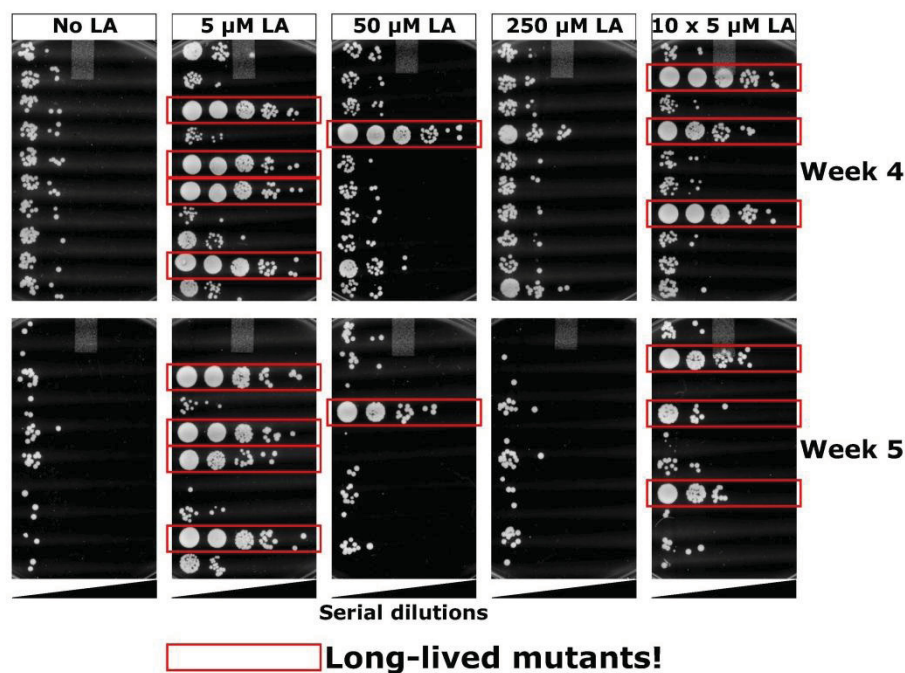 No LA
5 µM LA
50 µM LA
250 µM LA
10 x 5 µM LA
Week 4
Week 5
Serial dilutions
Long-lived mutants!